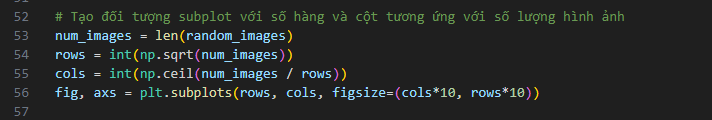 52 # Tạo đối tượng subplot với số hàng và cột tương ứng với số lượng hình ảnh
53 num_images = len(random_images)
54 rows = int(np.sqrt(num_images))
55 cols = int(np.ceil(num_images / rows))
56 fig, axs = plt.subplots(rows, cols, figsize=(cols*10, rows*10))
57